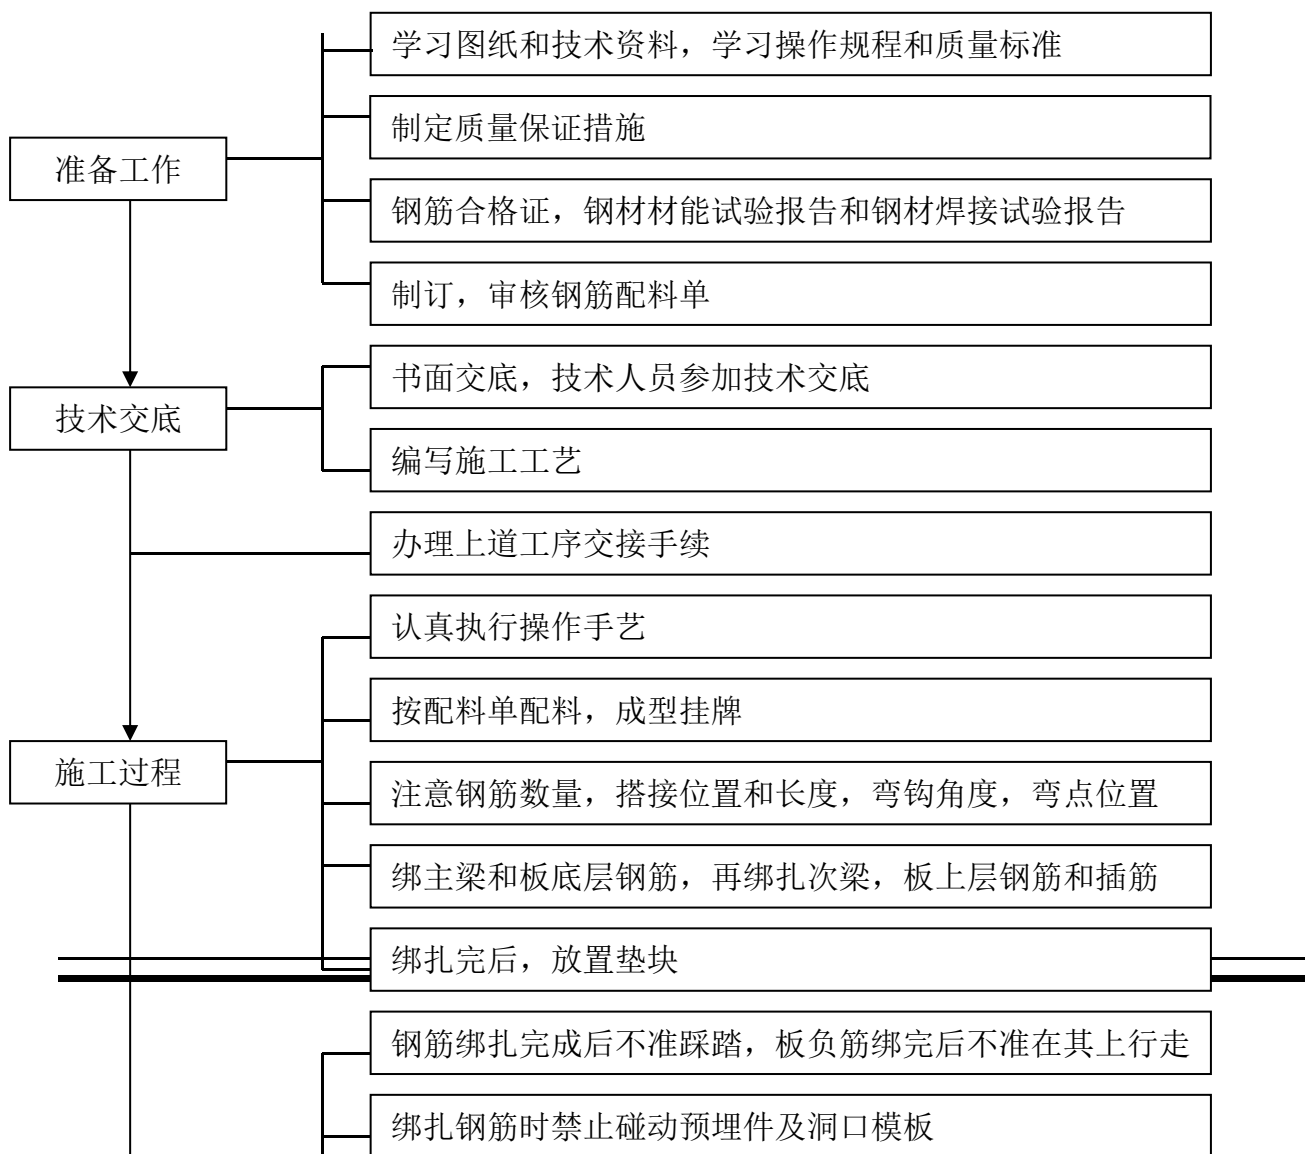 学习图纸和技术资料，学习操作规程和质量标准
制定质量保证措施
准备工作
钢筋合格证，钢材材能试验报告和钢材焊接试验报告
制订，审核钢筋配料单
书面交底，技术人员参加技术交底
技术交底
编写施工工艺
办理上道工序交接手续
认真执行操作手艺
按配料单配料，成型挂牌
施工过程
注意钢筋数量，搭接位置和长度，弯钩角度，弯点位置
绑主梁和板底层钢筋，再绑扎次梁，板上层钢筋和插筋
绑扎完后，放置垫块
钢筋绑扎完成后不准踩踏，板负筋绑完后不准在其上行走
绑扎钢筋时禁止碰动预埋件及洞口模板